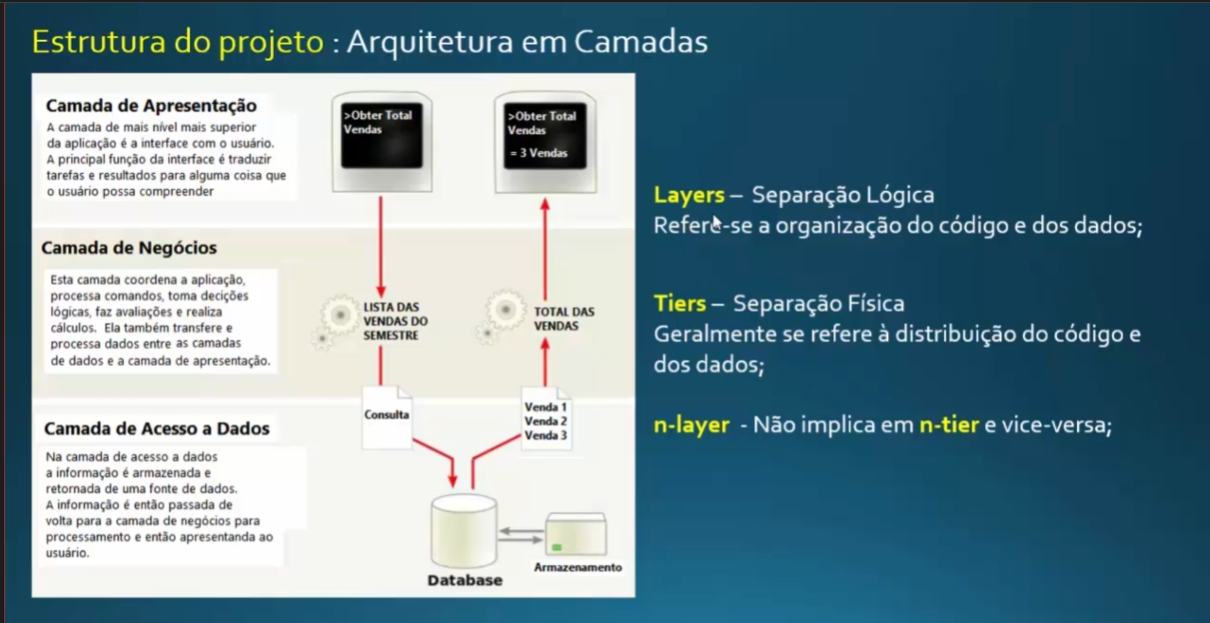 Estrutura do projeto : Arquitetura em Camadas
Camada de Apresentação
A camada de mais nível mais superior
da aplicação é a interface com o usuário.
A principal função da interface é traduzir
tarefas e resultados para alguma coisa que
o usuário possa compreender
>Obter Total
Vendas
>Obter Total
Vendas
= 3 Vendas
Camada de Negócios
Esta camada coordena a aplicação,
processa comandos, toma decições
lógicas, faz avaliações e realiza
cálculos. Ela também transfere e
processa dados entre as camadas
de dados e a camada de apresentação.
LISTA DAS
VENDAS DO
SEMESTRE
TOTAL DAS
VENDAS
Camada de Acesso a Dados
Na camada de acesso a dados
a informação é armazenada e
retornada de uma fonte de dados.
A informação é então passada de
volta para a camada de negócios para
processamento e então apresentanda ao
usuário.
Consulta
Venda 1
Venda 2
Venda 3
Database
Armazenamento
Layers – Separação Lógica
Refere-se a organização do código e dos dados;
Tiers – Separação Física
Geralmente se refere à distribuição do código e
dos dados;
n-layer - Não implica em n-tier e vice-versa;